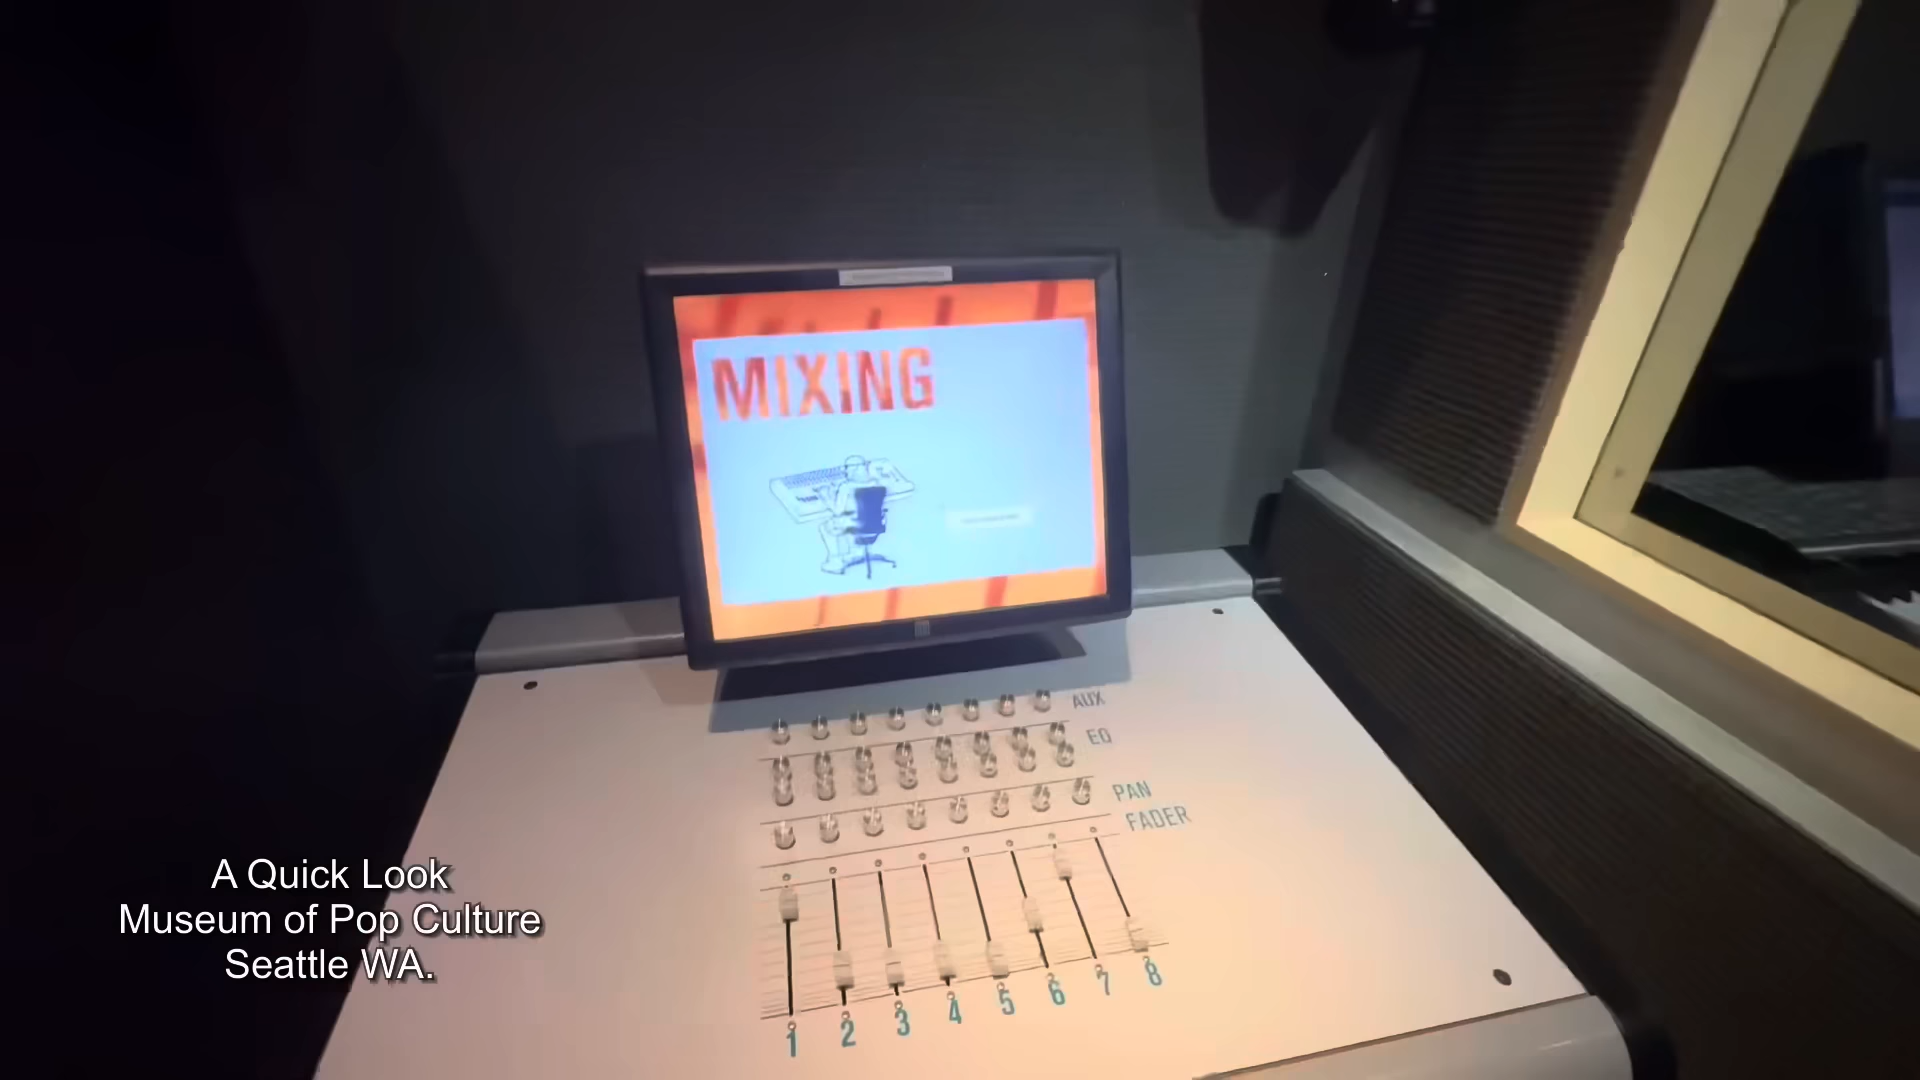 MIXING
AUX
EQ
PAN
FADER
1 2 3 4 5 6 7 8
A Quick Look
Museum of Pop Culture
Seattle WA.